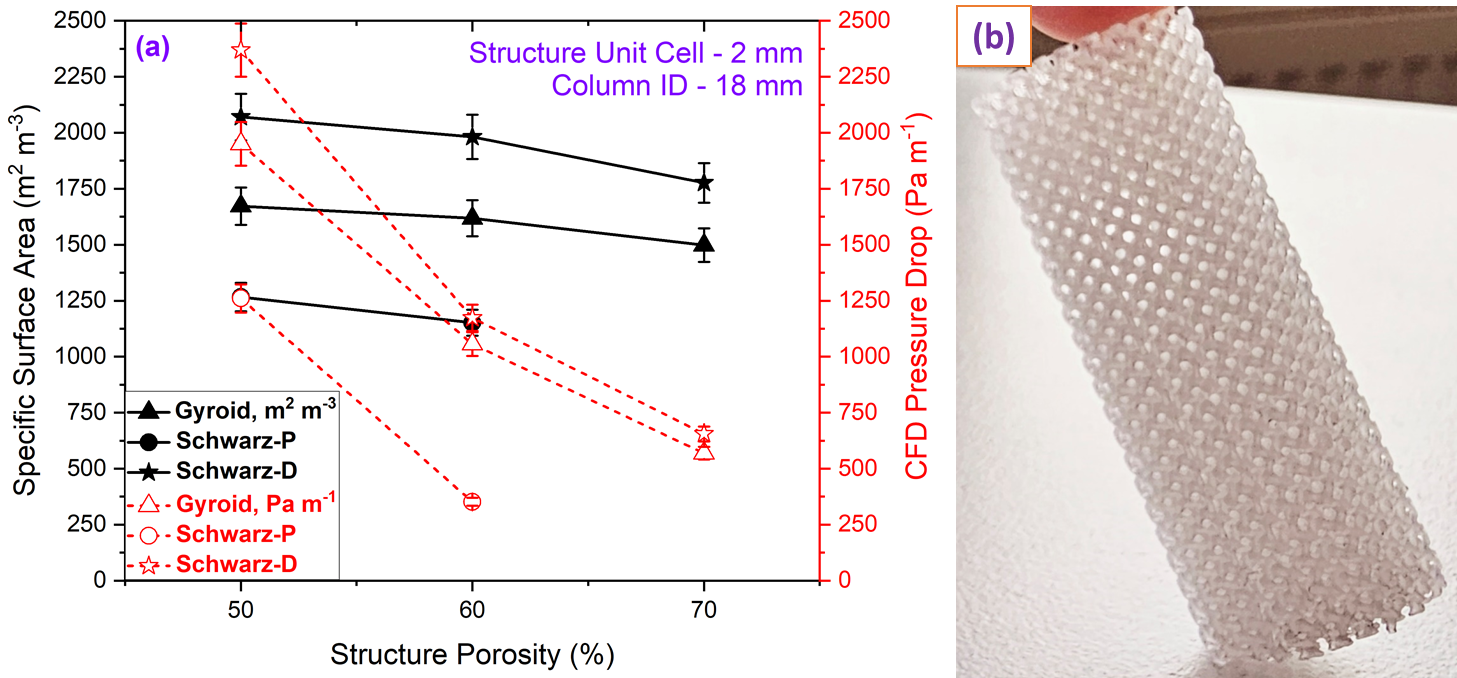 (a)
Structure Unit Cell - 2 mm
Column ID - 18 mm
Specific Surface Area (m² m⁻³)
2500
2250
2000
1750
1500
1250
1000
750
500
250
0
Gyroid, m² m⁻³
Schwarz-P
Schwarz-D
Gyroid, Pa m⁻¹
Schwarz-P
Schwarz-D
50 60 70
Structure Porosity (%)
2500
2250
2000
1750
1500
1250
1000
750
500
250
0
CFD Pressure Drop (Pa m⁻¹)
(b)